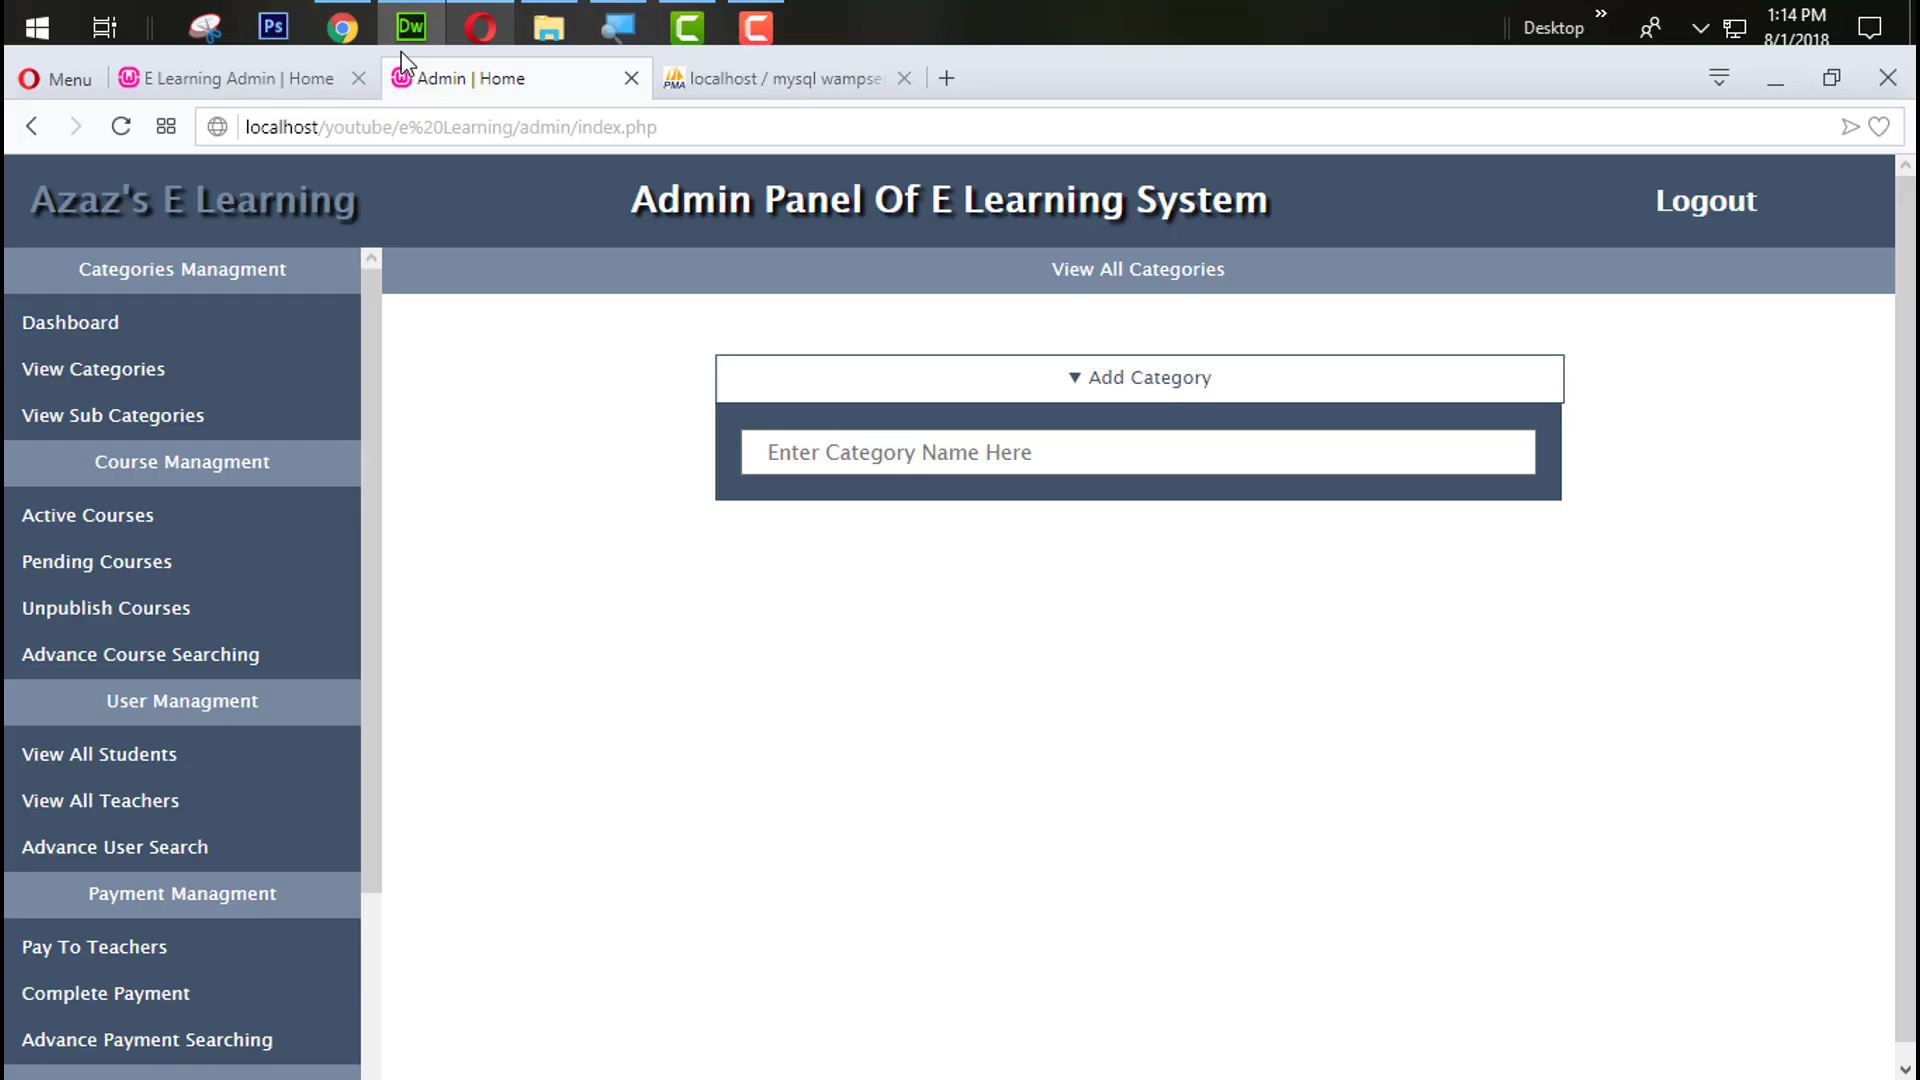 Ps
Dw
Desktop
»
1:14 PM
8/1/2018
Menu
E Learning Admin | Home
Admin | Home
PMA
localhost / mysql wampse
localhost/youtube/e%20Learning/admin/index.php
Azaz's E Learning
Admin Panel Of E Learning System
Logout
Categories Managment
View All Categories
Dashboard
View Categories
View Sub Categories
Course Managment
Active Courses
Pending Courses
Unpublish Courses
Advance Course Searching
User Managment
View All Students
View All Teachers
Advance User Search
Payment Managment
Pay To Teachers
Complete Payment
Advance Payment Searching
▼ Add Category
Enter Category Name Here